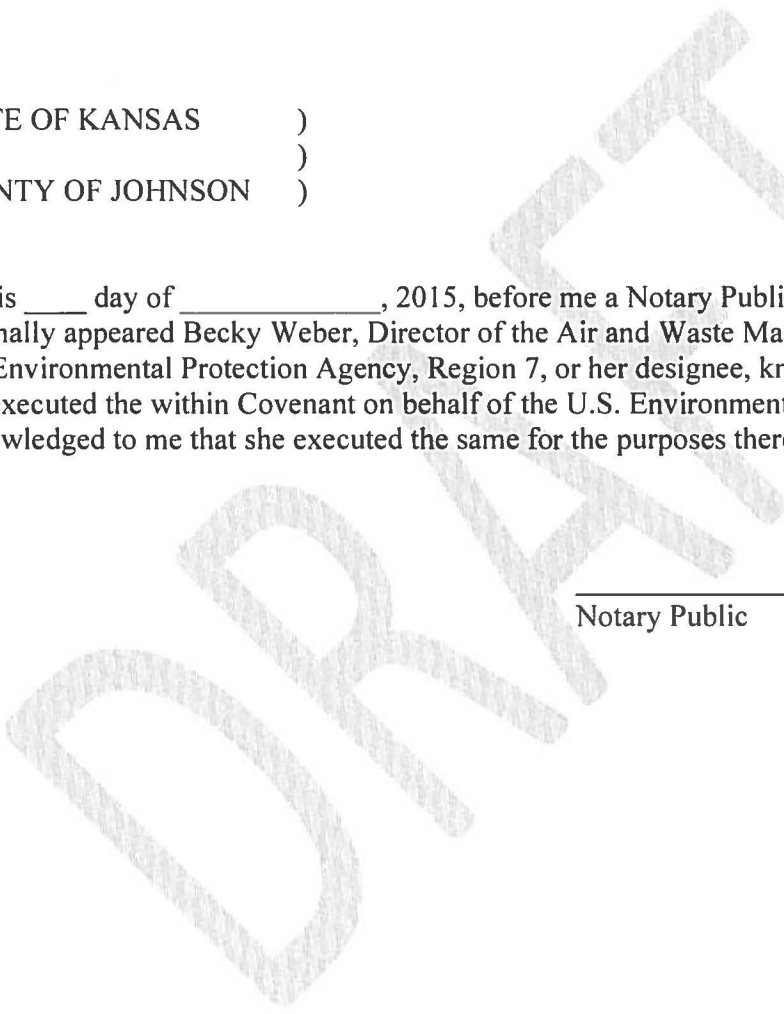 TE OF KANSAS )
)
NTY OF JOHNSON )
is ____ day of ______________, 2015, before me a Notary Publi
nally appeared Becky Weber, Director of the Air and Waste Ma
Environmental Protection Agency, Region 7, or her designee, kn
executed the within Covenant on behalf of the U.S. Environment
wledged to me that she executed the same for the purposes there
Notary Public
DRAFT